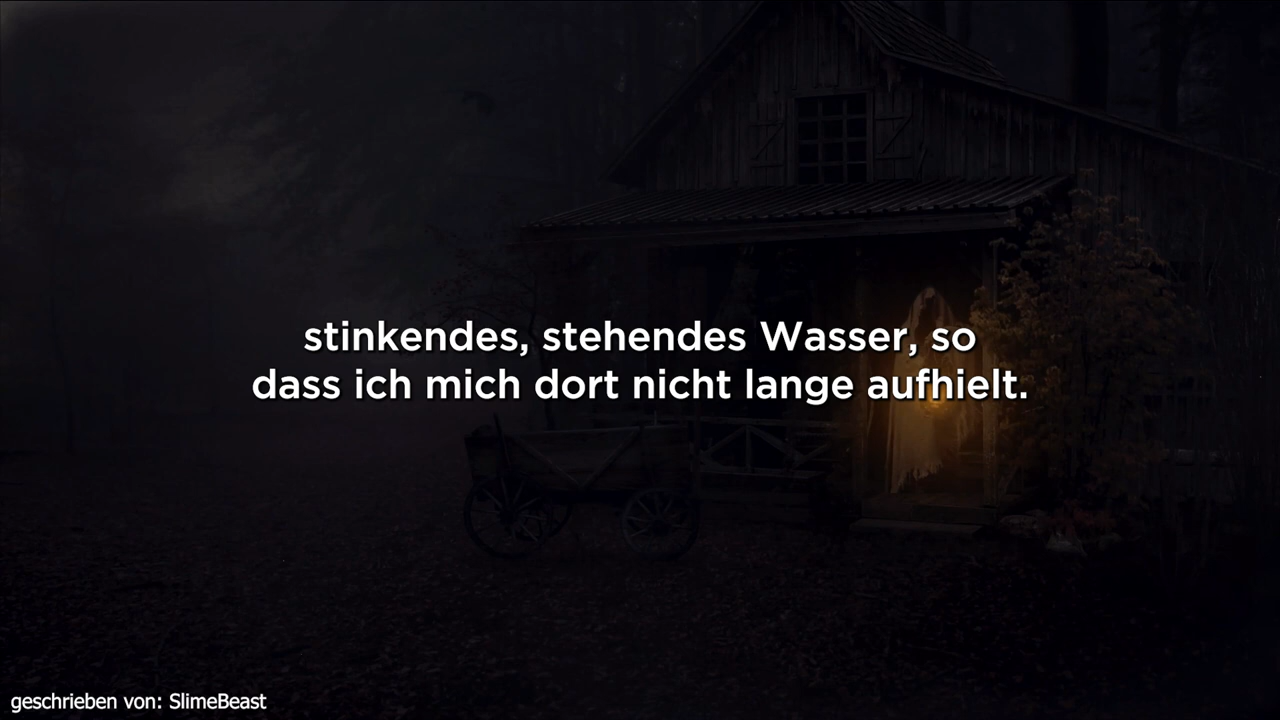 stinkendes, stehendes Wasser, so
dass ich mich dort nicht lange aufhielt.
geschrieben von: SlimeBeast